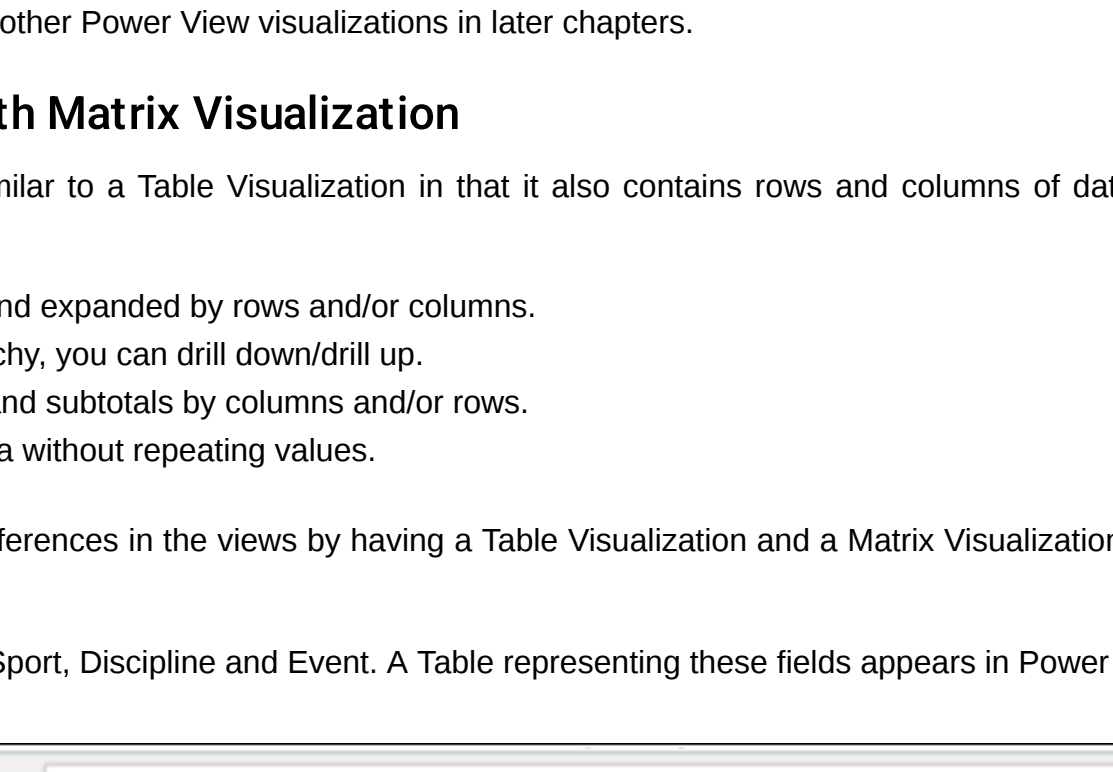 other Power View visualizations in later chapters.
th Matrix Visualization
milar to a Table Visualization in that it also contains rows and columns of dat
nd expanded by rows and/or columns.
chy, you can drill down/drill up.
and subtotals by columns and/or rows.
a without repeating values.
ferences in the views by having a Table Visualization and a Matrix Visualization
Sport, Discipline and Event. A Table representing these fields appears in Power